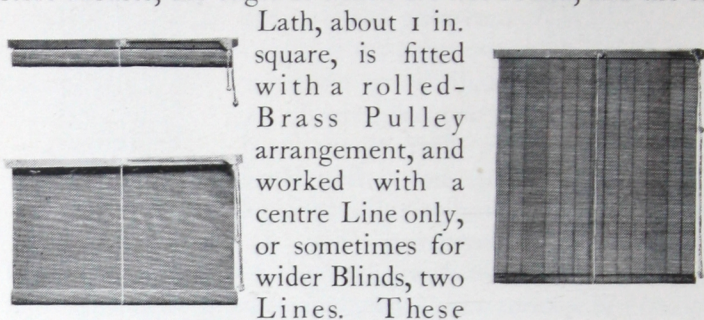 Lath, about 1 in.
square, is fitted
with a rolled-
Brass Pulley
arrangement, and
worked with a
centre Line only,
or sometimes for
wider Blinds, two
Lines. These